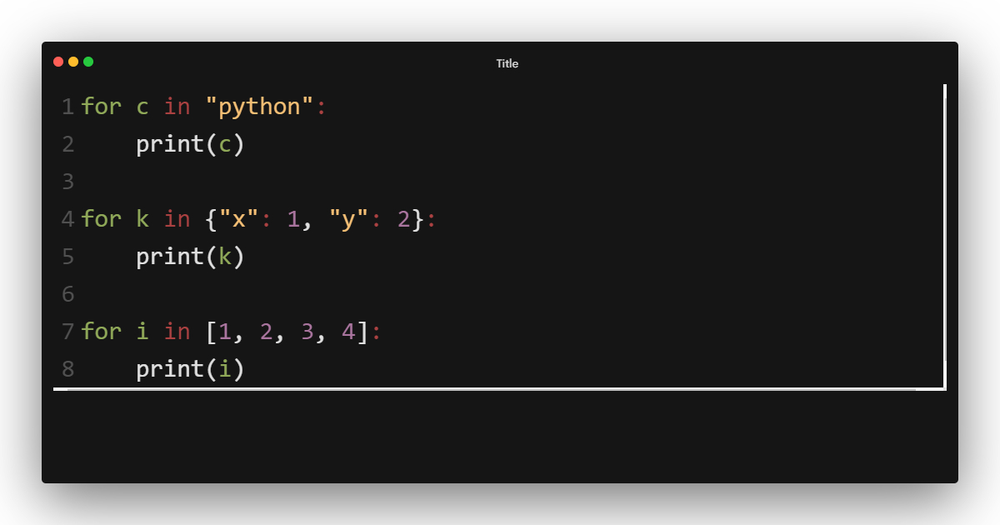 Title
1 for c in "python":
2     print(c)
3
4 for k in {"x": 1, "y": 2}:
5     print(k)
6
7 for i in [1, 2, 3, 4]:
8     print(i)